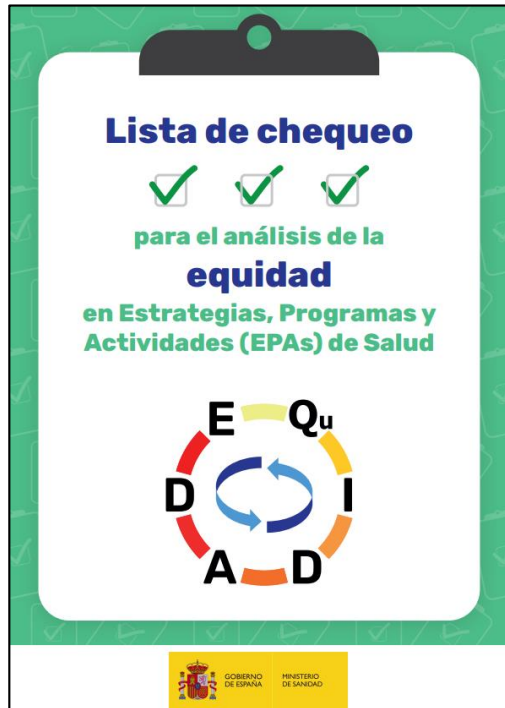 Lista de chequeo
para el análisis de la
equidad
en Estrategias, Programas y
Actividades (EPAs) de Salud
E
Qu
I
D
A
D
GOBIERNO
DE ESPAÑA
MINISTERIO
DE SANIDAD